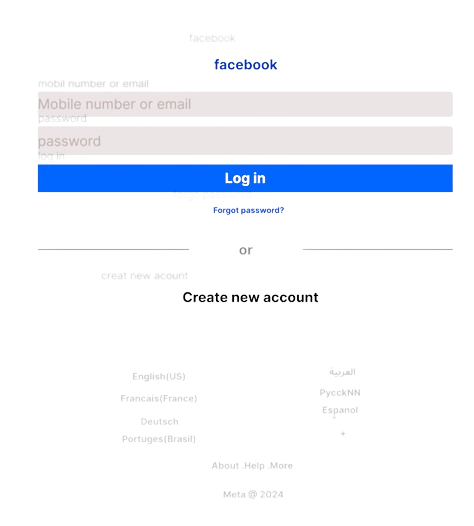 facebook
facebook
mobil number or email
Mobile number or email
password
password
log in
Log in
Forgot password?
or
creat new acount
Create new account
English(US)
العربية
Francais(France)
PycckNN
Espanol
Deutsch
+
Portuges(Brasil)
About .Help .More
Meta @ 2024